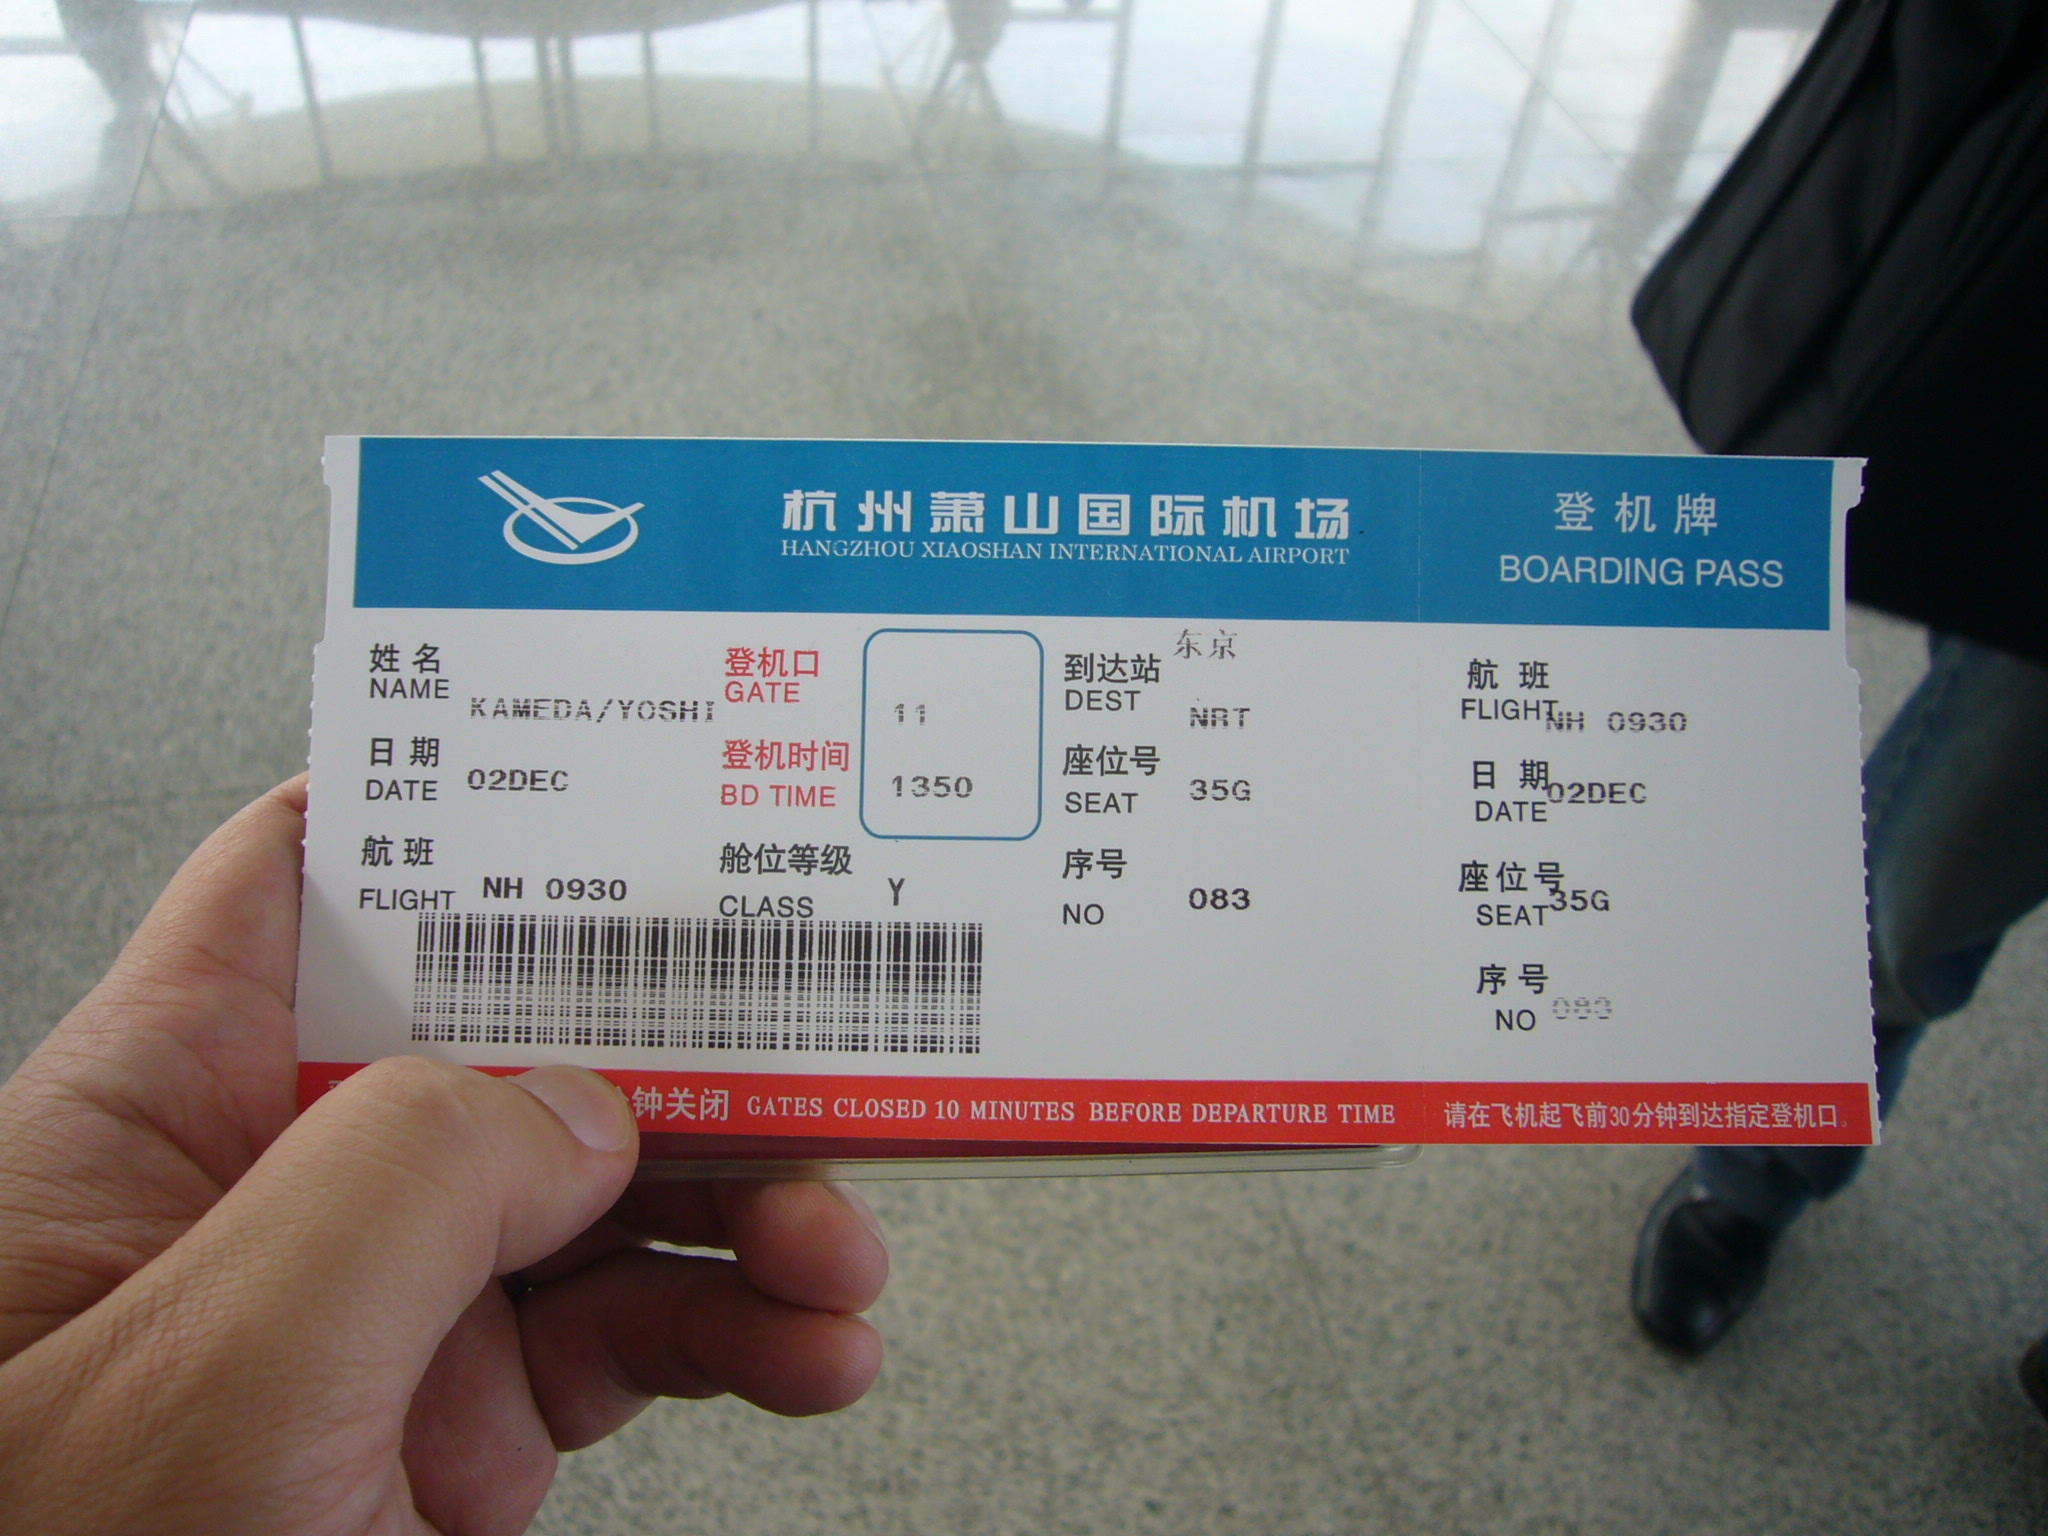 杭州萧山国际机场
HANGZHOU XIAOSHAN INTERNATIONAL AIRPORT
登机牌
BOARDING PASS
姓名
NAME KAMEDA/YOSHI
日期
DATE 02DEC
航班
FLIGHT NH 0930
登机口
GATE 11
登机时间
BD TIME 1350
舱位等级
CLASS Y
到达站 东京
DEST NRT
座位号
SEAT 35G
序号
NO 083
航班
FLIGHT NH 0930
日期
DATE 02DEC
座位号
SEAT 35G
序号
NO 083
钟关闭 GATES CLOSED 10 MINUTES BEFORE DEPARTURE TIME
请在飞机起飞前30分钟到达指定登机口。